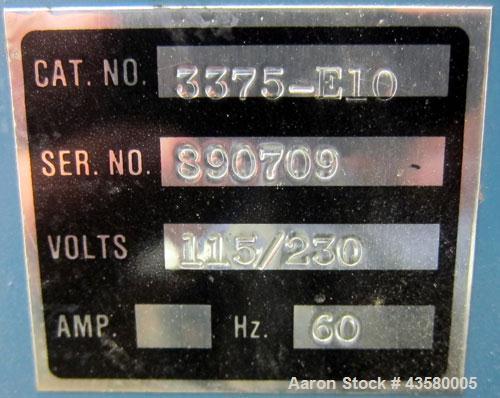 CAT. NO. 3375-E10
SER. NO. 890709
VOLTS 115/230
AMP. Hz. 60
Aaron Stock # 43580005